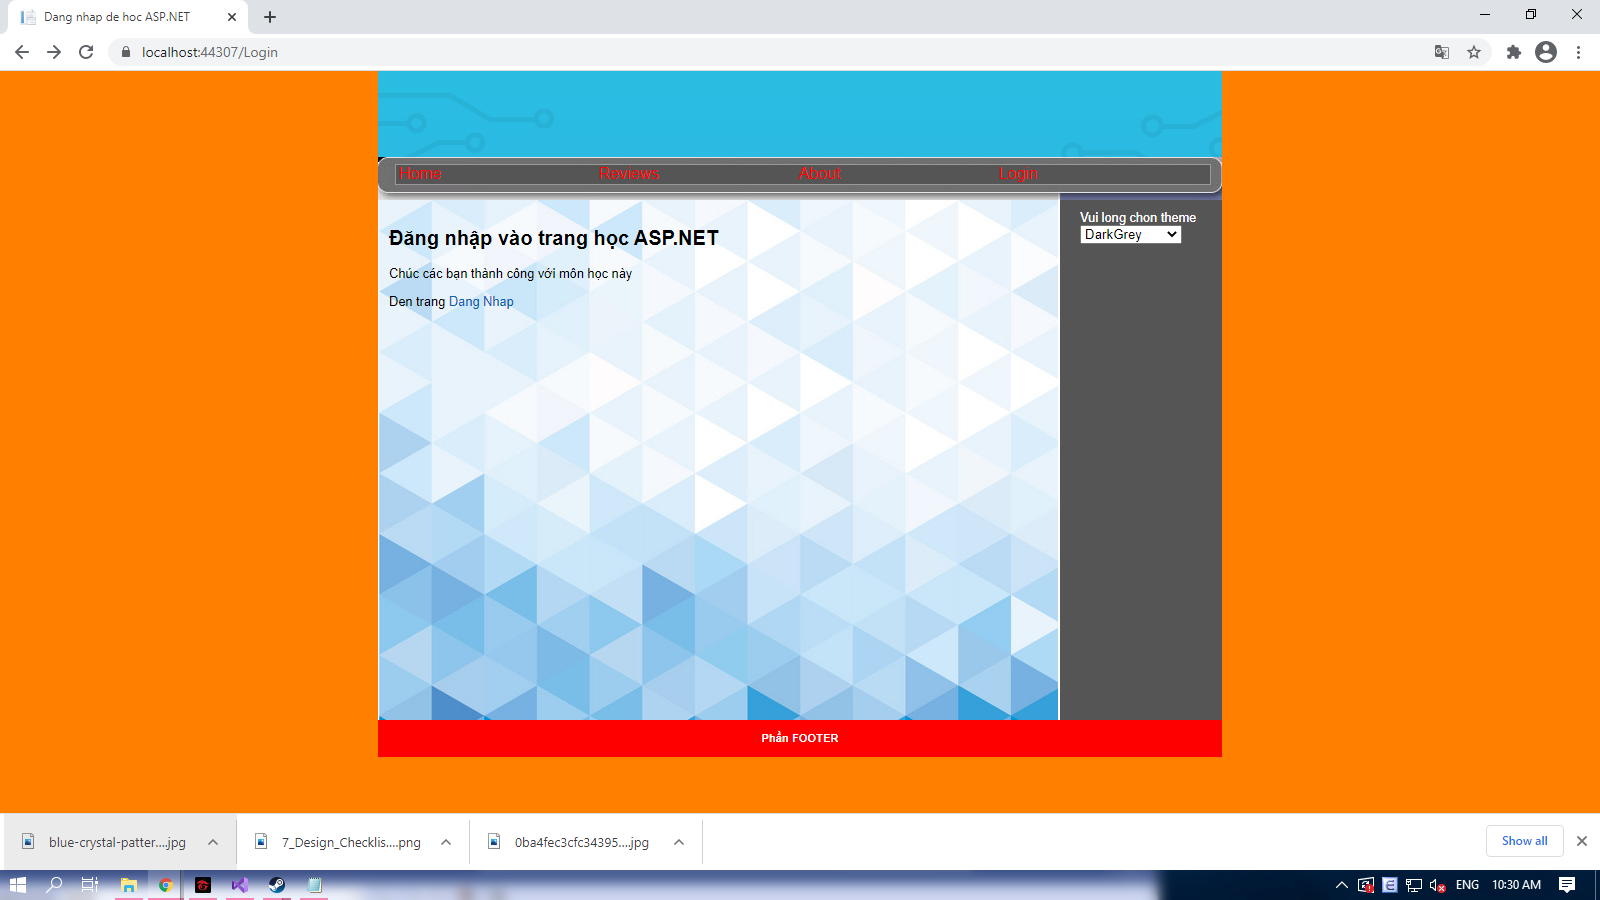 Dang nhap de hoc ASP.NET
localhost:44307/Login
Home Reviews About Login
Vui long chon theme
DarkGrey
Đăng nhập vào trang học ASP.NET
Chúc các bạn thành công với môn học này
Den trang Dang Nhap
Phần FOOTER
blue-crystal-patter....jpg 7_Design_Checklis....png 0ba4fec3cfc34395....jpg Show all
ENG 10:30 AM